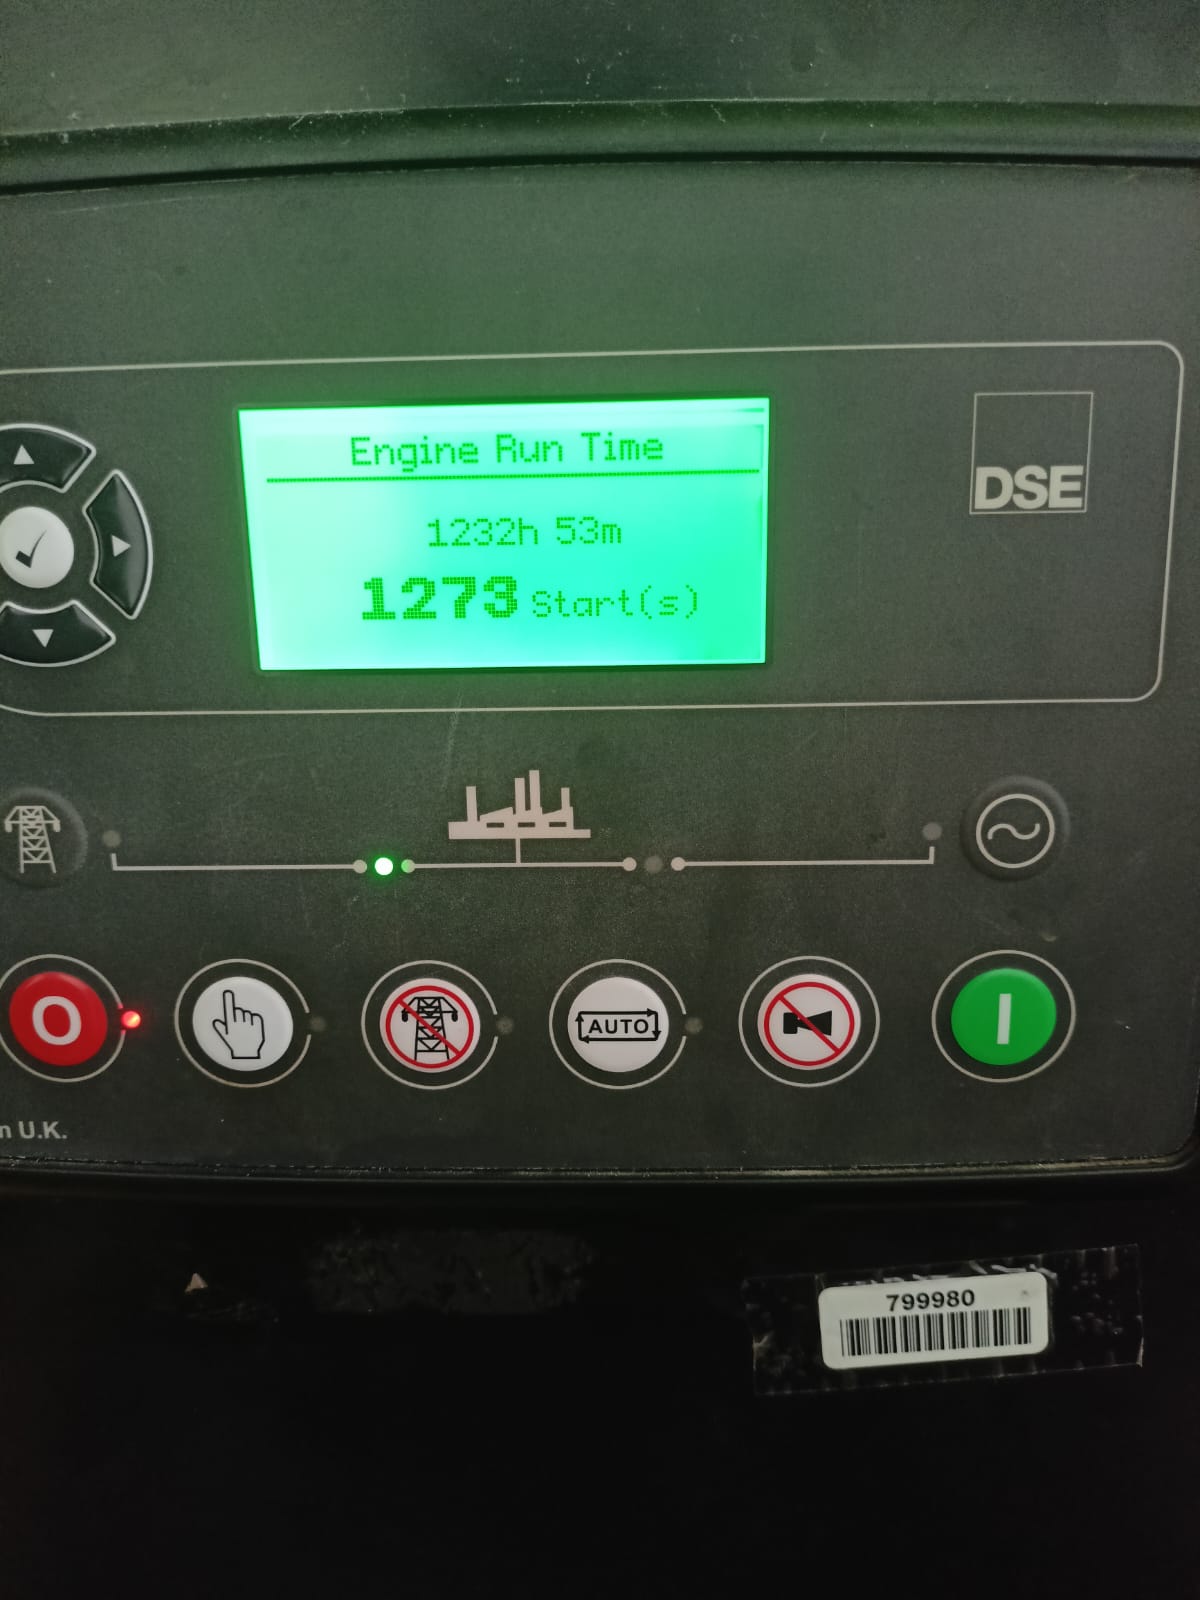 Engine Run Time
1232h 53m
1273 Start(s)
DSE
O
AUTO
I
n U.K.
799980